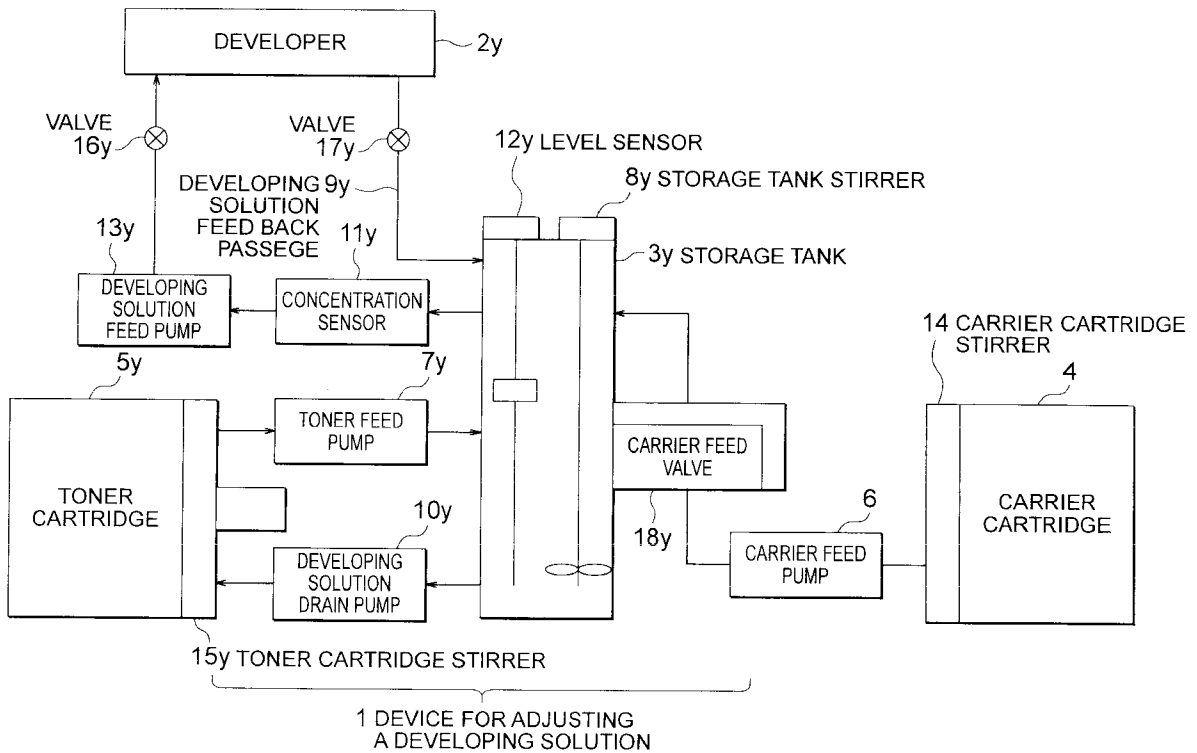 DEVELOPER
2y
VALVE
16y
VALVE
17y
12y LEVEL SENSOR
8y STORAGE TANK STIRRER
DEVELOPING 9y
SOLUTION
FEED BACK
PASSEGE
3y STORAGE TANK
13y
11y
DEVELOPING
SOLUTION
FEED PUMP
CONCENTRATION
SENSOR
14 CARRIER CARTRIDGE
STIRRER
4
5y
7y
TONER FEED
PUMP
CARRIER FEED
VALVE
TONER
CARTRIDGE
CARRIER
CARTRIDGE
10y
18y
6
DEVELOPING
SOLUTION
DRAIN PUMP
CARRIER FEED
PUMP
15y TONER CARTRIDGE STIRRER
1 DEVICE FOR ADJUSTING
A DEVELOPING SOLUTION